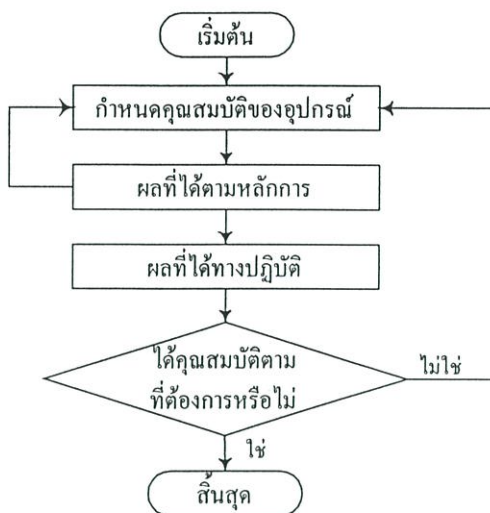 เริ่มต้น
กำหนดคุณสมบัติของอุปกรณ์
ผลที่ได้ตามหลักการ
ผลที่ได้ทางปฏิบัติ
ได้คุณสมบัติตาม
ที่ต้องการหรือไม่
ไม่ใช่
ใช่
สิ้นสุด